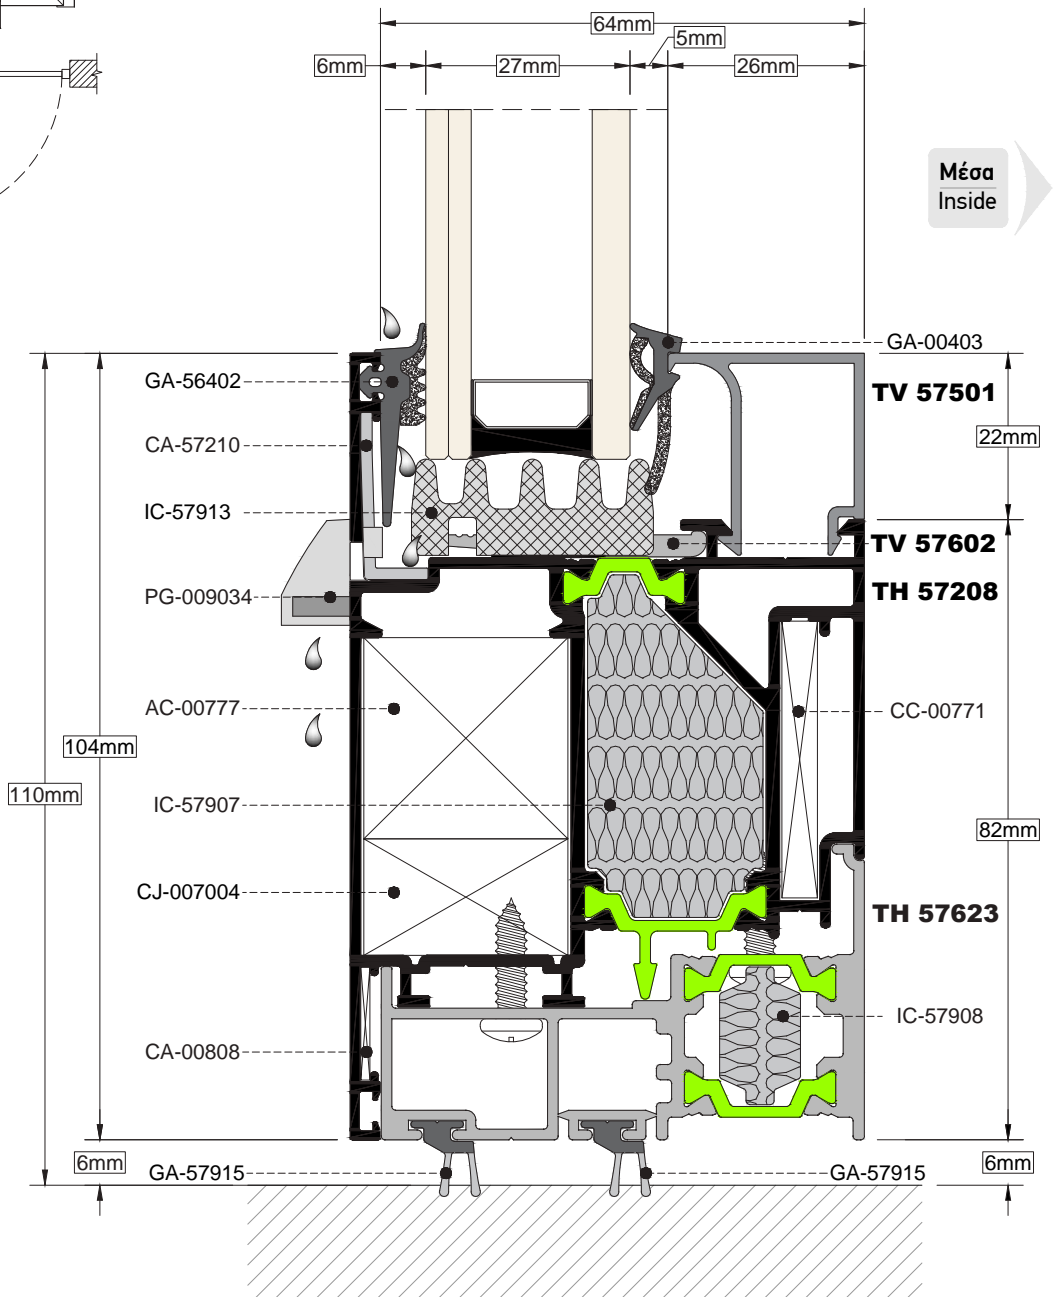 64mm
5mm
6mm
27mm
26mm
Μέσα
Inside
GA-00403
GA-56402
TV 57501
22mm
CA-57210
IC-57913
TV 57602
TH 57208
PG-009034
AC-00777
CC-00771
104mm
110mm
IC-57907
82mm
CJ-007004
TH 57623
IC-57908
CA-00808
6mm
GA-57915
GA-57915
6mm